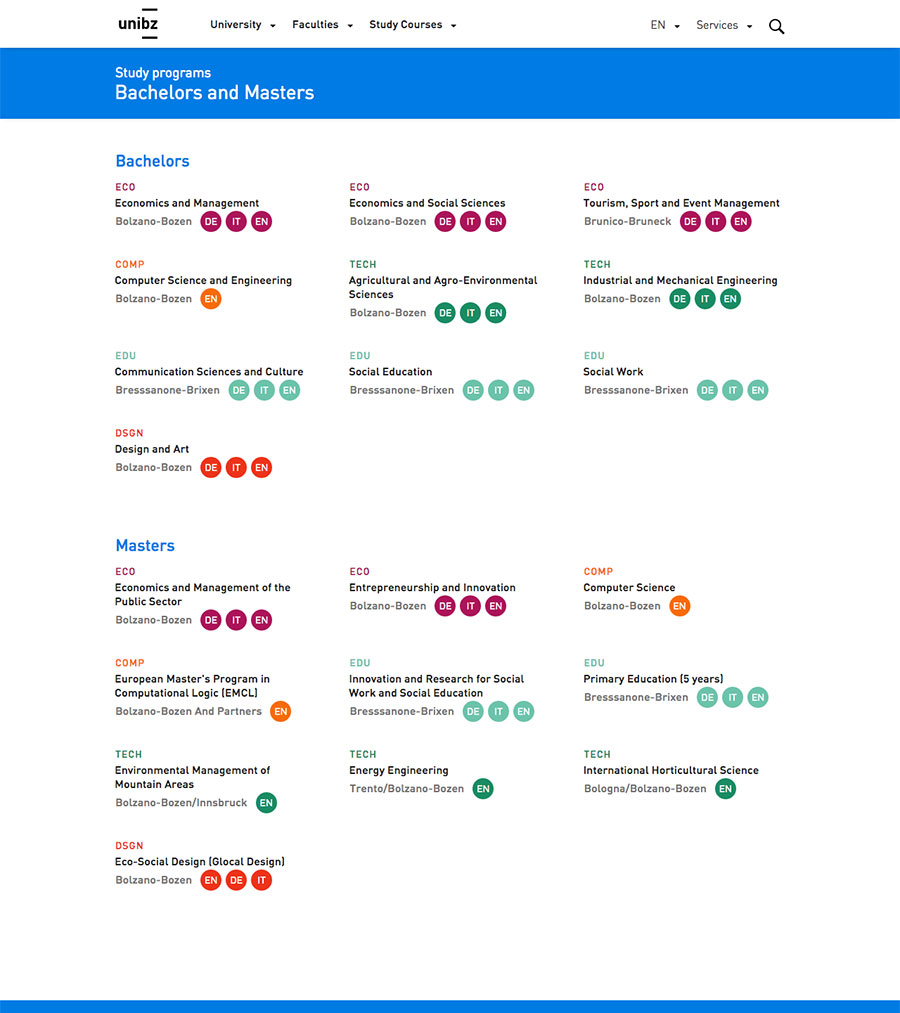 unibz University Faculties Study Courses EN Services
Study programs
Bachelors and Masters
Bachelors
ECO
Economics and Management
Bolzano-Bozen DE IT EN
ECO
Economics and Social Sciences
Bolzano-Bozen DE IT EN
ECO
Tourism, Sport and Event Management
Brunico-Bruneck DE IT EN
COMP
Computer Science and Engineering
Bolzano-Bozen EN
TECH
Agricultural and Agro-Environmental
Sciences
Bolzano-Bozen DE IT EN
TECH
Industrial and Mechanical Engineering
Bolzano-Bozen DE IT EN
EDU
Communication Sciences and Culture
Bresssanone-Brixen DE IT EN
EDU
Social Education
Bresssanone-Brixen DE IT EN
EDU
Social Work
Bresssanone-Brixen DE IT EN
DSGN
Design and Art
Bolzano-Bozen DE IT EN
Masters
ECO
Economics and Management of the
Public Sector
Bolzano-Bozen DE IT EN
ECO
Entrepreneurship and Innovation
Bolzano-Bozen DE IT EN
COMP
Computer Science
Bolzano-Bozen EN
COMP
European Master's Program in
Computational Logic (EMCL)
Bolzano-Bozen And Partners EN
EDU
Innovation and Research for Social
Work and Social Education
Bresssanone-Brixen DE IT EN
EDU
Primary Education (5 years)
Bresssanone-Brixen DE IT EN
TECH
Environmental Management of
Mountain Areas
Bolzano-Bozen/Innsbruck EN
TECH
Energy Engineering
Trento/Bolzano-Bozen EN
TECH
International Horticultural Science
Bologna/Bolzano-Bozen EN
DSGN
Eco-Social Design (Glocal Design)
Bolzano-Bozen EN DE IT